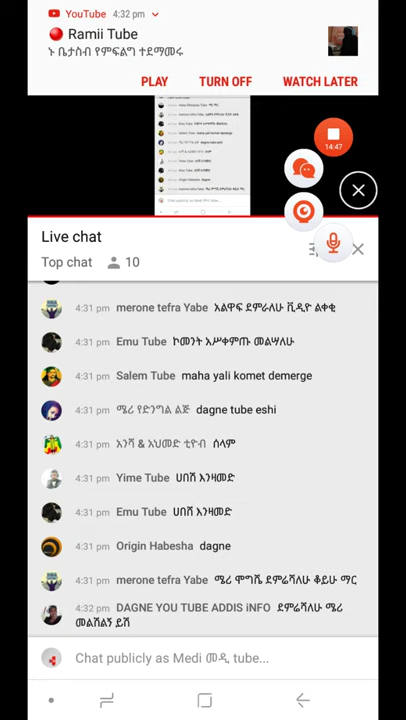 YouTube 4:32 pm
Ramii Tube
ኑ ቤታስብ የምፍልግ ተደማመሩ
PLAY TURN OFF WATCH LATER
14:47
Live chat
Top chat 10
4:31 pm merone tefra Yabe አልዋፍ ደምራለሁ ቪዲዮ ልቀቂ
4:31 pm Emu Tube ኮመንት አሥቀምጡ መልሣለሁ
4:31 pm Salem Tube maha yali komet demerge
4:31 pm ሜሪ የድንግል ልጅ dagne tube eshi
4:31 pm አንሻ & አህመድ ቲዮብ ሰላም
4:31 pm Yime Tube ሀበሽ እንዛመድ
4:31 pm Emu Tube ሀበሸ እንዛመድ
4:31 pm Origin Habesha dagne
4:31 pm merone tefra Yabe ሜሪ ሞግሼ ደምሬሻለሁ ቆይሁ ማር
4:32 pm DAGNE YOU TUBE ADDIS iNFO ደምሬሻለሁ ሜሪ
መልሽልኝ ይሽ
Chat publicly as Medi መዲ tube...